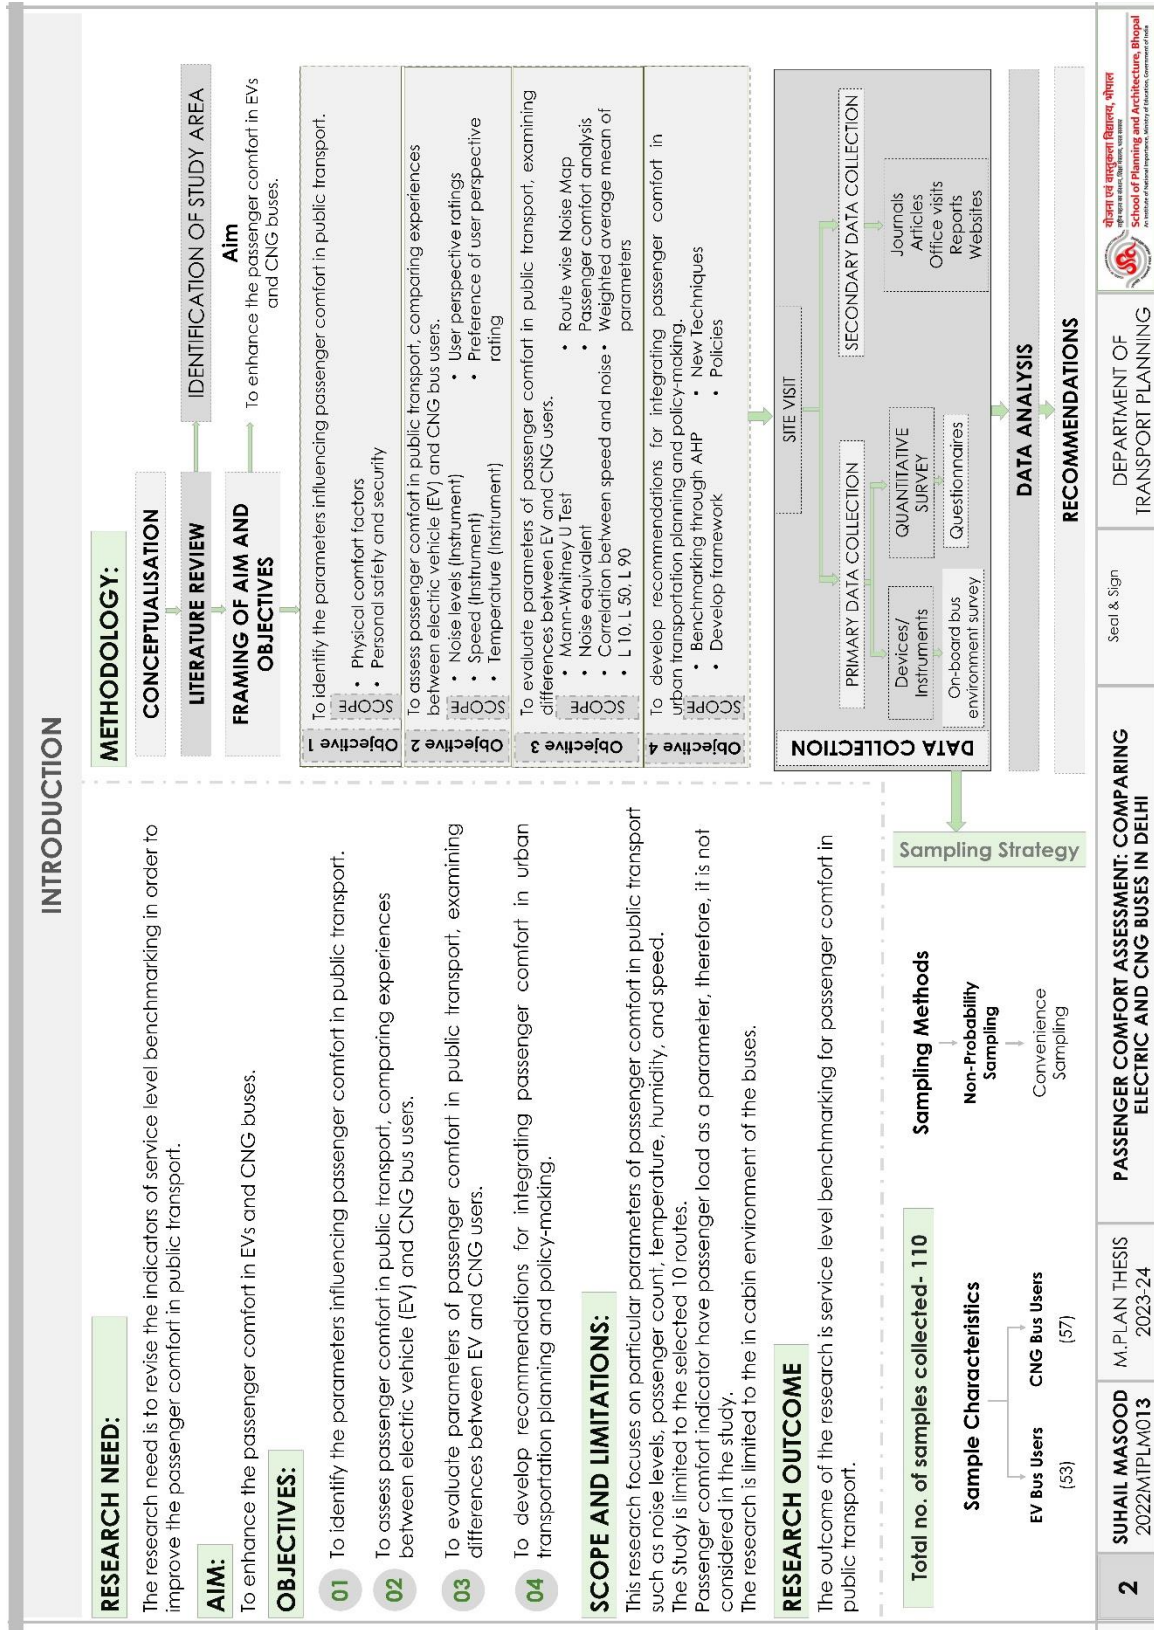 INTRODUCTION
RESEARCH NEED:
The research need is to revise the indicators of service level benchmarking in order to
improve the passenger comfort in public transport.
AIM:
To enhance the passenger comfort in EVs and CNG buses.
OBJECTIVES:
01 To identify the parameters influencing passenger comfort in public transport.
02 To assess passenger comfort in public transport, comparing experiences
between electric vehicle (EV) and CNG bus users.
03 To evaluate parameters of passenger comfort in public transport, examining
differences between EV and CNG users.
04 To develop recommendations for integrating passenger comfort in urban
transportation planning and policy-making.
SCOPE AND LIMITATIONS:
This research focuses on particular parameters of passenger comfort in public transport
such as noise levels, passenger count, temperature, humidity, and speed.
The Study is limited to the selected 10 routes.
Passenger comfort indicator have passenger load as a parameter, therefore, it is not
considered in the study.
The research is limited to the in cabin environment of the buses.
RESEARCH OUTCOME
The outcome of the research is service level benchmarking for passenger comfort in
public transport.
Total no. of samples collected- 110
Sample Characteristics
EV Bus Users
(53)
CNG Bus Users
(57)
Sampling Methods
Non-Probability
Sampling
Convenience
Sampling
Sampling Strategy
METHODOLOGY:
CONCEPTUALISATION
LITERATURE REVIEW
IDENTIFICATION OF STUDY AREA
FRAMING OF AIM AND
OBJECTIVES
Aim
To enhance the passenger comfort in EVs
and CNG buses.
Objective 1
To identify the parameters influencing passenger comfort in public transport.
SCOPE
• Physical comfort factors
• Personal safety and security
Objective 2
To assess passenger comfort in public transport, comparing experiences
between electric vehicle (EV) and CNG bus users.
SCOPE
• Noise levels (Instrument)
• Speed (Instrument)
• Temperature (Instrument)
• User perspective ratings
• Preference of user perspective
rating
Objective 3
To evaluate parameters of passenger comfort in public transport, examining
differences between EV and CNG users.
SCOPE
• Mann-Whitney U Test
• Noise equivalent
• Correlation between speed and noise
• L 10, L 50, L 90
• Route wise Noise Map
• Passenger comfort analysis
• Weighted average mean of
parameters
Objective 4
To develop recommendations for integrating passenger comfort in
urban transportation planning and policy-making.
SCOPE
• Benchmarking through AHP
• Develop framework
• New Techniques
• Policies
DATA COLLECTION
SITE VISIT
PRIMARY DATA COLLECTION
SECONDARY DATA COLLECTION
Devices/
Instruments
QUANTITATIVE
SURVEY
On-board bus
environment survey
Questionnaires
Journals
Articles
Office visits
Reports
Websites
DATA ANALYSIS
RECOMMENDATIONS
2
SUHAIL MASOOD
2022MTPLM013
M.PLAN THESIS
2023-24
PASSENGER COMFORT ASSESSMENT: COMPARING
ELECTRIC AND CNG BUSES IN DELHI
Seal & Sign
DEPARTMENT OF
TRANSPORT PLANNING
योजना एवं वास्तुकला विद्यालय, भोपाल
School of Planning and Architecture, Bhopal
An Institute of National Importance, Ministry of Education, Government of India